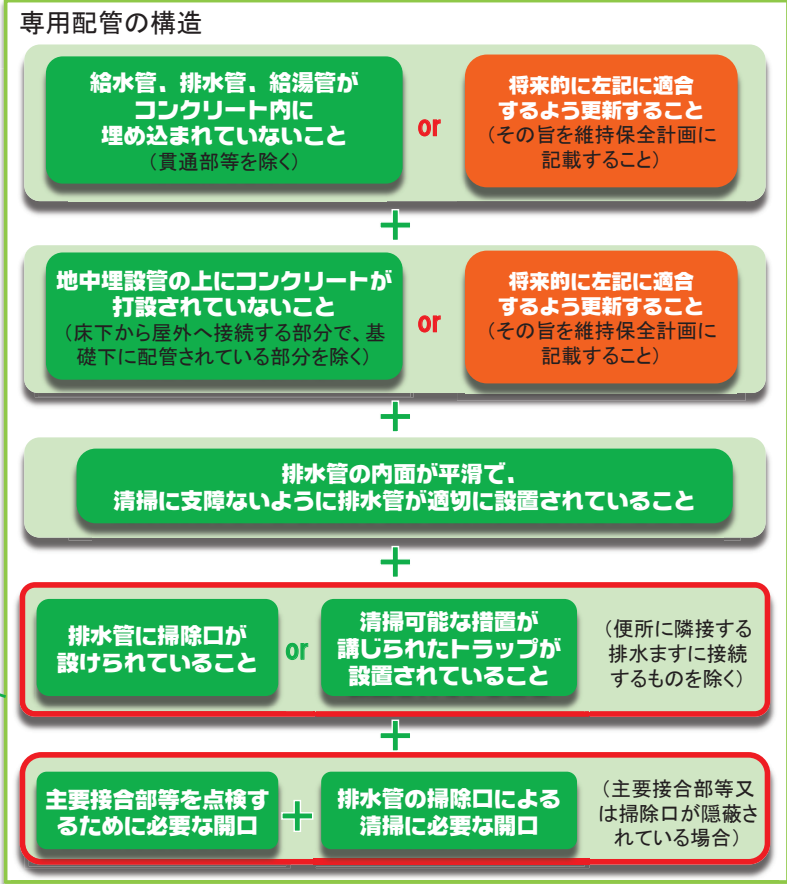 専用配管の構造
給水管、排水管、給湯管が
コンクリート内に
埋め込まれていないこと
（貫通部等を除く）
or
将来的に左記に適合
するよう更新すること
（その旨を維持保全計画に
記載すること）
+
地中埋設管の上にコンクリートが
打設されていないこと
（床下から屋外へ接続する部分で、基
礎下に配管されている部分を除く）
or
将来的に左記に適合
するよう更新すること
（その旨を維持保全計画に
記載すること）
+
排水管の内面が平滑で、
清掃に支障ないように排水管が適切に設置されていること
+
排水管に掃除口が
設けられていること
or
清掃可能な措置が
講じられたトラップが
設置されていること
（便所に隣接する
排水ますに接続
するものを除く）
+
主要接合部等を点検す
るために必要な開口
+
排水管の掃除口による
清掃に必要な開口
（主要接合部等又
は掃除口が隠蔽さ
れている場合）